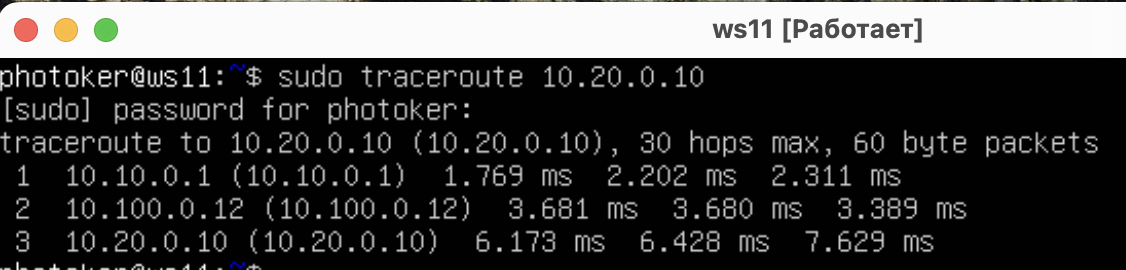 ws11 [Работает]
photoker@ws11:~$ sudo traceroute 10.20.0.10
[sudo] password for photoker:
traceroute to 10.20.0.10 (10.20.0.10), 30 hops max, 60 byte packets
 1  10.10.0.1 (10.10.0.1)  1.769 ms  2.202 ms  2.311 ms
 2  10.100.0.12 (10.100.0.12)  3.681 ms  3.680 ms  3.389 ms
 3  10.20.0.10 (10.20.0.10)  6.173 ms  6.428 ms  7.629 ms
photoker@ws11:~$